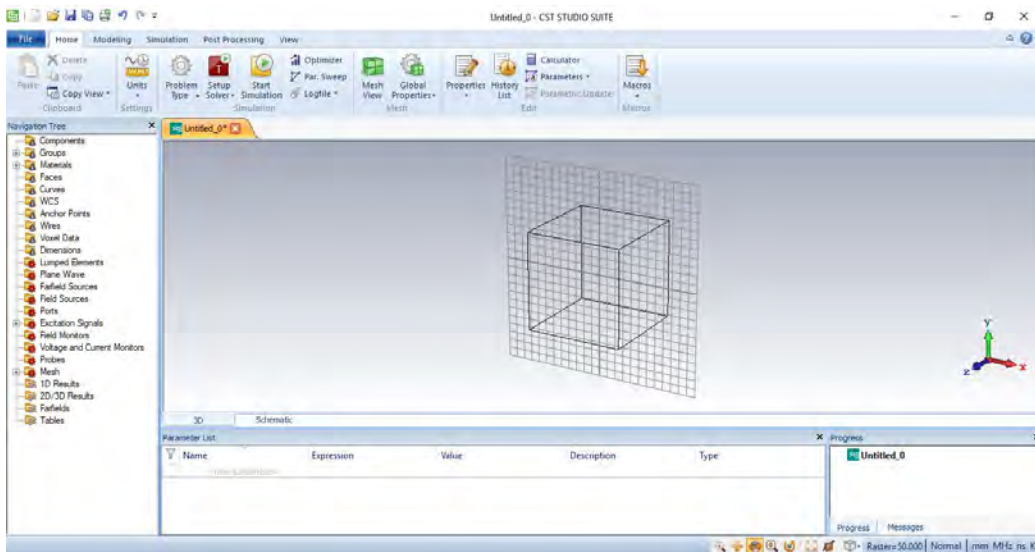 Untitled_0 - CST STUDIO SUITE
File Home Modeling Simulation Post Processing View
Paste
Delete
Copy
Copy View
Clipboard
Units
Settings
Problem Type
Setup Solver
Start Simulation
Optimizer
Par. Sweep
Logfile
Simulation
Mesh View
Global Properties
Mesh
Properties
History List
Calculator
Parameters
Parametric Update
Edit
Macros
Macros
Navigation Tree
Untitled_0*
Components
Groups
Materials
Faces
Curves
WCS
Anchor Points
Wires
Voxel Data
Dimensions
Lumped Elements
Plane Wave
Farfield Sources
Field Sources
Ports
Excitation Signals
Field Monitors
Voltage and Current Monitors
Probes
Mesh
1D Results
2D/3D Results
Farfields
Tables
y
z
x
3D Schematic
Parameter List
Name Expression Value Description Type
Progress
Untitled_0
Progress Messages
Raster=50.000 Normal mm MHz ns